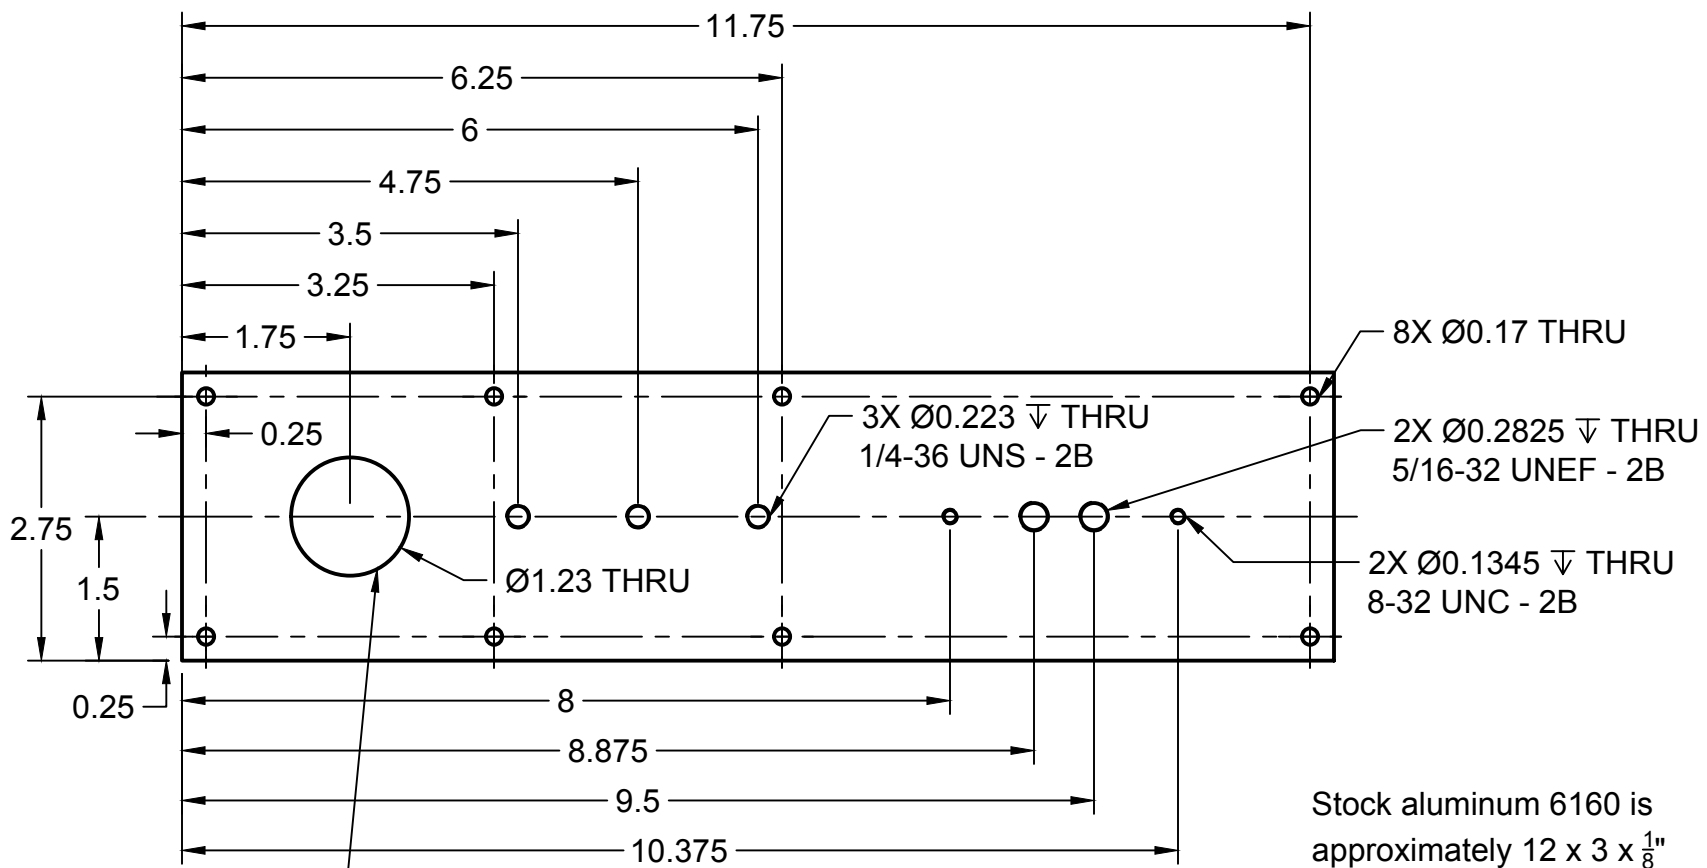 11.75
6.25
6
4.75
3.5
3.25
1.75
8X Ø0.17 THRU
3X Ø0.223 ↧ THRU
1/4-36 UNS - 2B
0.25
2X Ø0.2825 ↧ THRU
5/16-32 UNEF - 2B
2.75
1.5
Ø1.23 THRU
2X Ø0.1345 ↧ THRU
8-32 UNC - 2B
0.25
8
8.875
9.5
10.375
Stock aluminum 6160 is
approximately 12 x 3 x 1/8"